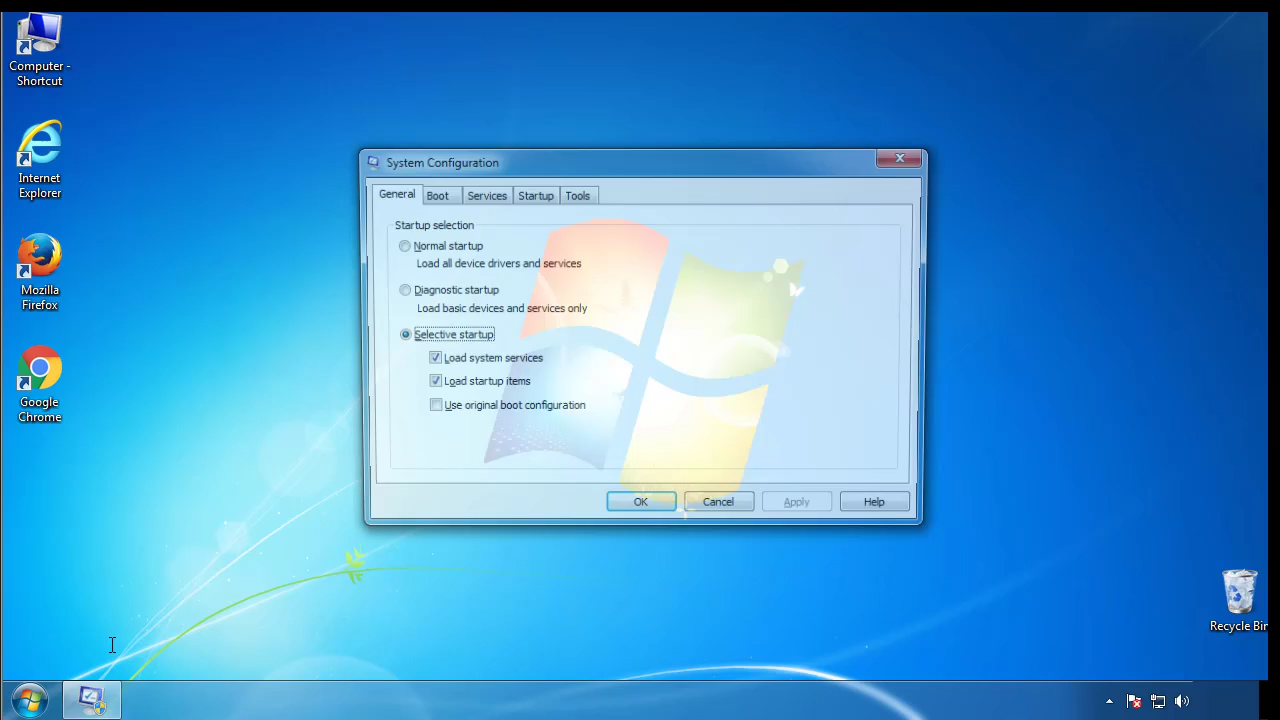 Computer -
Shortcut
Internet
Explorer
Mozilla
Firefox
Google
Chrome
System Configuration
General Boot Services Startup Tools
Startup selection
Normal startup
Load all device drivers and services
Diagnostic startup
Load basic devices and services only
Selective startup
Load system services
Load startup items
Use original boot configuration
OK Cancel Apply Help
Recycle Bin